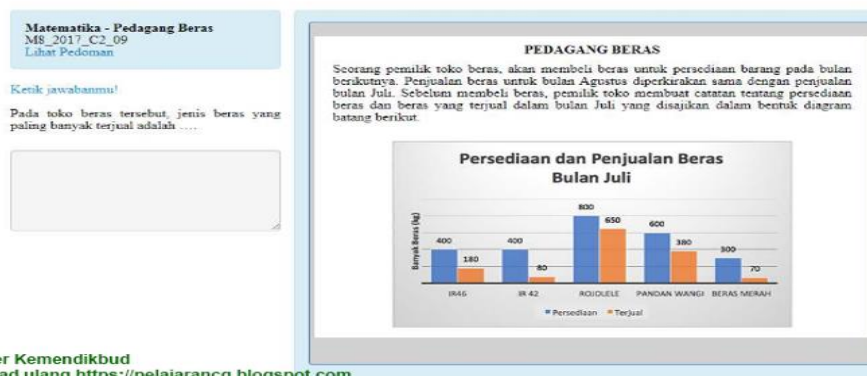 Matematika - Pedagang Beras
M8_2017_C2_09
Lihat Pedoman
Ketik jawabanmu!
Pada toko beras tersebut, jenis beras yang
paling banyak terjual adalah ....
PEDAGANG BERAS
Seorang pemilik toko beras, akan membeli beras untuk persediaan barang pada bulan
berikutnya. Penjualan beras untuk bulan Agustus diperkirakan sama dengan penjualan
bulan Juli. Sebelum membeli beras, pemilik toko membuat catatan tentang persediaan
beras dan beras yang terjual dalam bulan Juli yang disajikan dalam bentuk diagram
batang berikut.
Persediaan dan Penjualan Beras
Bulan Juli
Banyak Beras (kg)
400 180 400 80 800 650 600 380 300 70
IR46 IR 42 ROJOLELE PANDAN WANGI BERAS MERAH
Persediaan Terjual
er Kemendikbud
ad ulang https://pelajarancg.blogspot.com